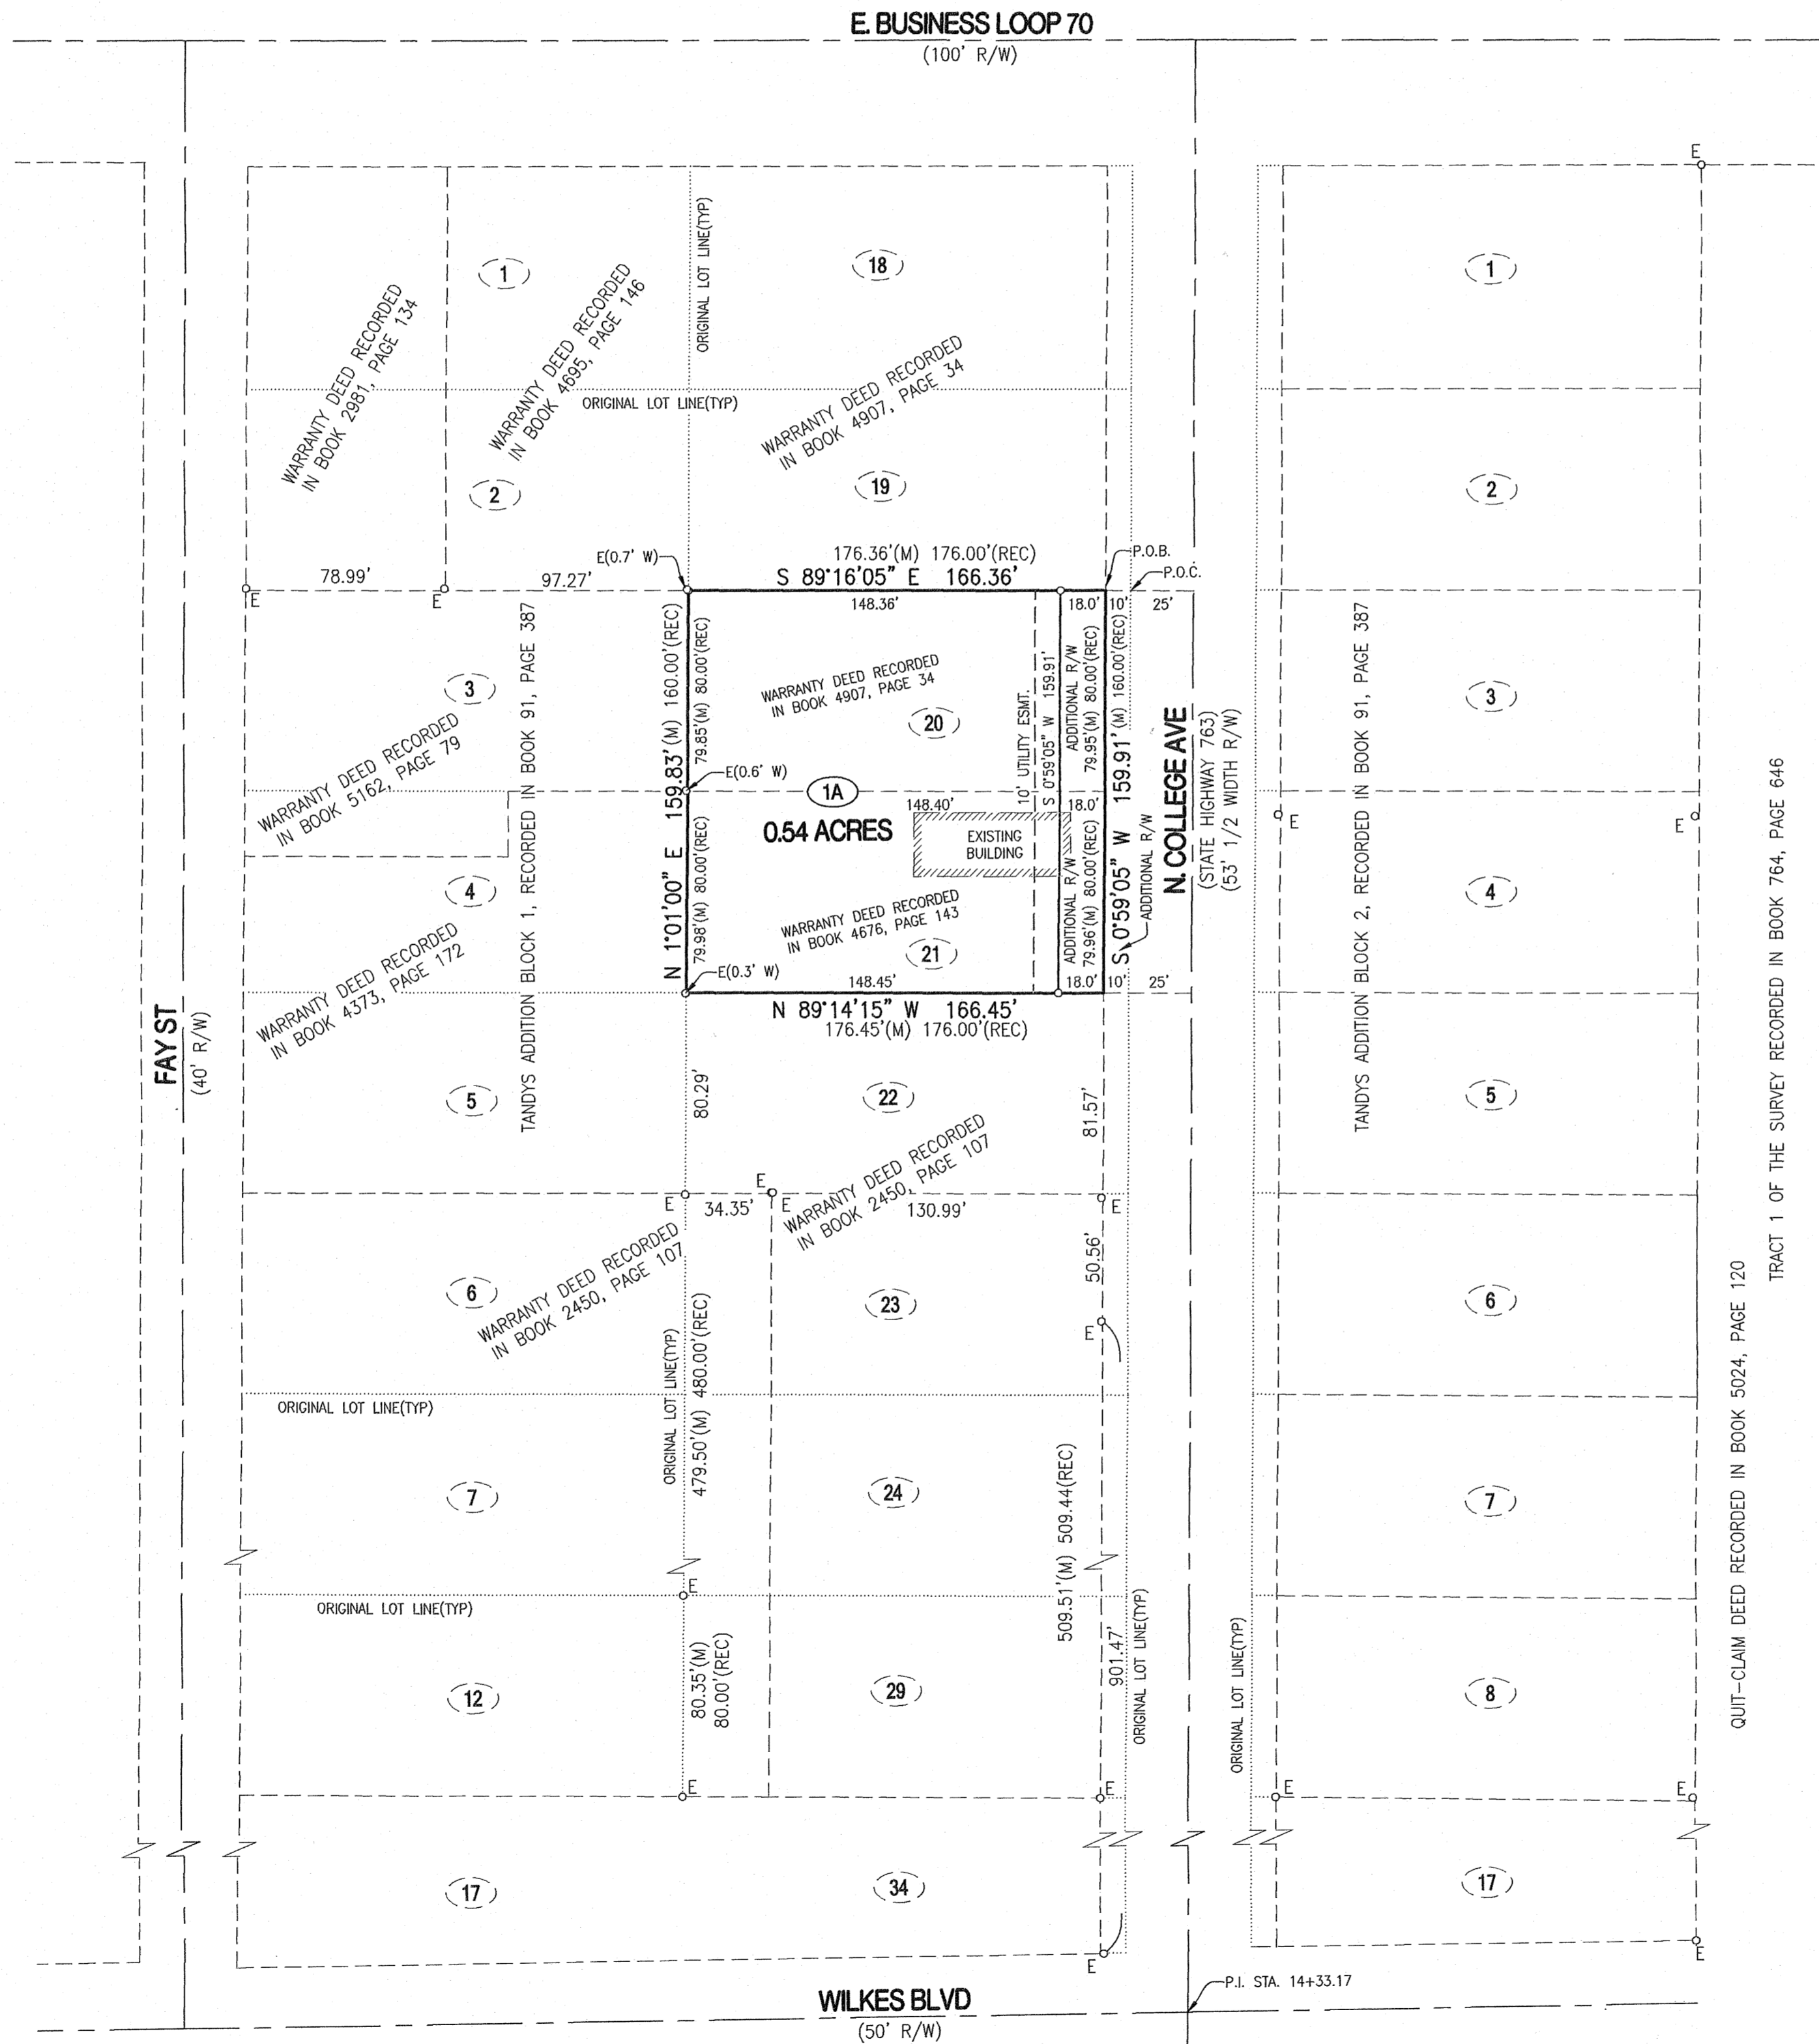 E. BUSINESS LOOP 70
(100' R/W)
E
1
18
1
ORIGINAL LOT LINE(TYP)
WARRANTY DEED RECORDED
IN BOOK 2981, PAGE 134
WARRANTY DEED RECORDED
IN BOOK 4695, PAGE 146
ORIGINAL LOT LINE(TYP)
WARRANTY DEED RECORDED
IN BOOK 4907, PAGE 34
2
19
2
E(0.7' W)
176.36'(M) 176.00'(REC)
S 89°16'05" E 166.36'
P.O.B.
P.O.C.
78.99'
97.27'
E
E
148.36'
18.0'
10'
25'
TANDYS ADDITION BLOCK 1, RECORDED IN BOOK 91, PAGE 387
N 1°01'00" E 159.83'(M) 160.00'(REC)
79.85'(M) 80.00'(REC)
WARRANTY DEED RECORDED
IN BOOK 4907, PAGE 34
20
10' UTILITY ESMT.
S 0°59'05" W 159.91'
ADDITIONAL R/W
79.95'(M) 80.00'(REC)
S 0°59'05" W 159.91'(M) 160.00'(REC)
3
3
WARRANTY DEED RECORDED
IN BOOK 5162, PAGE 79
E(0.6' W)
1A
0.54 ACRES
148.40'
18.0'
EXISTING
BUILDING
ADDITIONAL R/W
79.96'(M) 80.00'(REC)
ADDITIONAL R/W
N. COLLEGE AVE
(STATE HIGHWAY 763)
(53' 1/2 WIDTH R/W)
E
E
TANDYS ADDITION BLOCK 2, RECORDED IN BOOK 91, PAGE 387
TRACT 1 OF THE SURVEY RECORDED IN BOOK 764, PAGE 646
4
4
79.98'(M) 80.00'(REC)
WARRANTY DEED RECORDED
IN BOOK 4676, PAGE 143
21
WARRANTY DEED RECORDED
IN BOOK 4373, PAGE 172
E(0.3' W)
148.45'
18.0'
10'
25'
N 89°14'15" W 166.45'
176.45'(M) 176.00'(REC)
FAY ST
(40' R/W)
5
80.29'
22
81.57'
5
WARRANTY DEED RECORDED
IN BOOK 2450, PAGE 107
E
E
34.35'
E
130.99'
E
WARRANTY DEED RECORDED
IN BOOK 2450, PAGE 107
6
23
50.56'
E
6
QUIT-CLAIM DEED RECORDED IN BOOK 5024, PAGE 120
ORIGINAL LOT LINE(TYP)
479.50'(M) 480.00'(REC)
ORIGINAL LOT LINE(TYP)
7
24
7
509.51'(M) 509.44(REC)
E
ORIGINAL LOT LINE(TYP)
12
80.35'(M)
80.00'(REC)
29
901.47'
ORIGINAL LOT LINE(TYP)
ORIGINAL LOT LINE(TYP)
8
E
E
E
E
17
34
17
E
E
P.I. STA. 14+33.17
WILKES BLVD
(50' R/W)